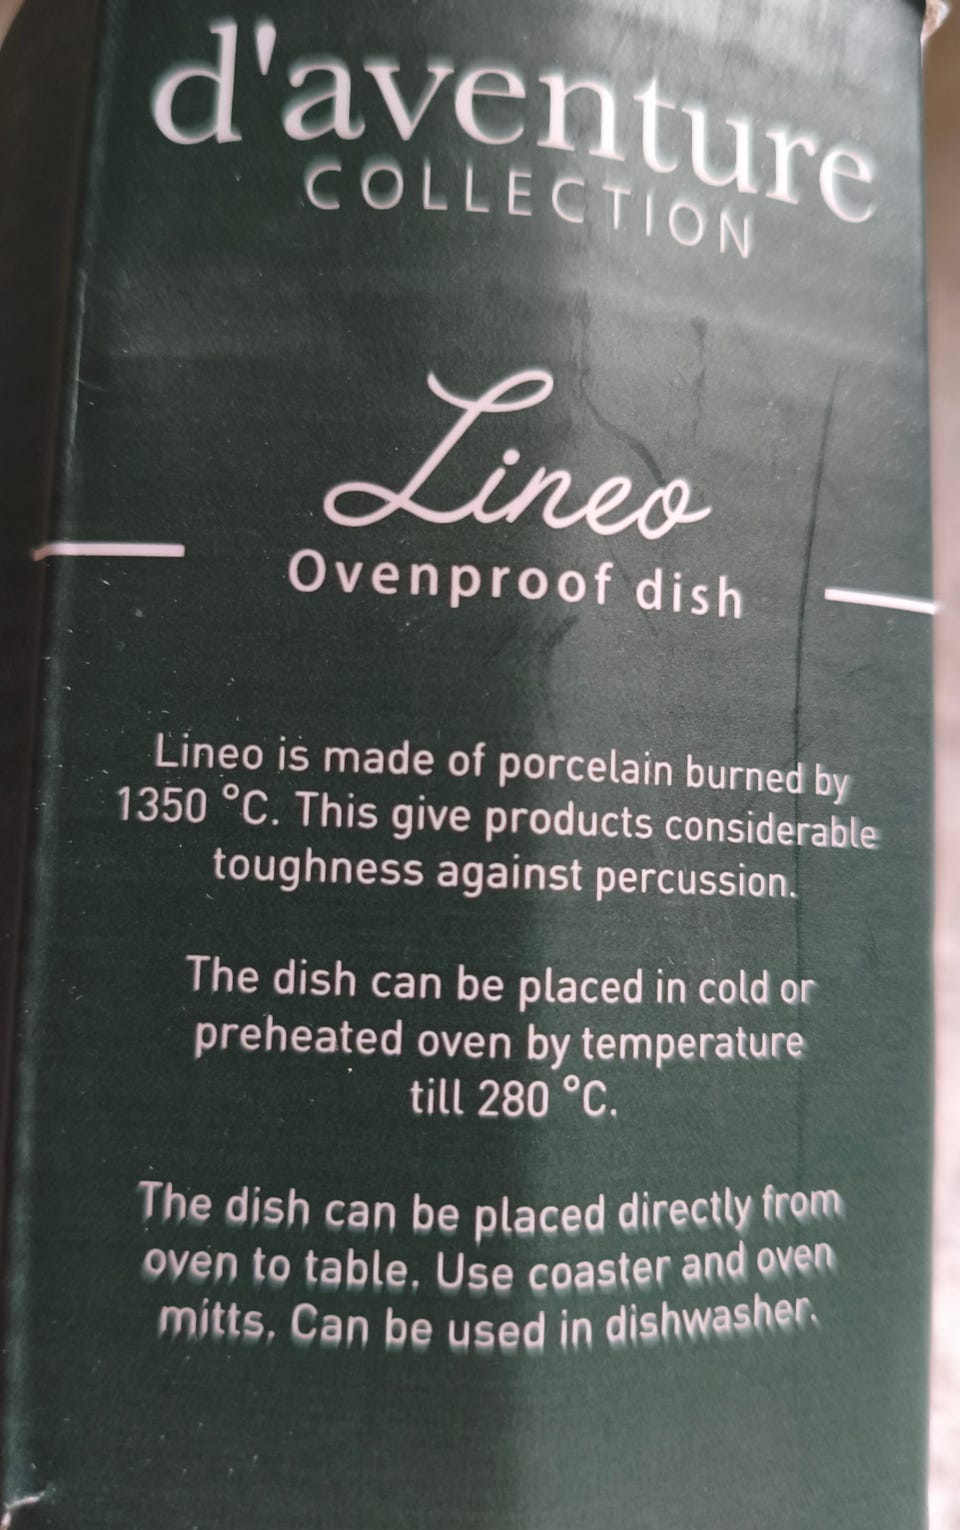 d'aventure
COLLECTION
Lineo
Ovenproof dish
Lineo is made of porcelain burned by
1350 °C. This give products considerable
toughness against percussion.
The dish can be placed in cold or
preheated oven by temperature
till 280 °C.
The dish can be placed directly from
oven to table. Use coaster and oven
mitts. Can be used in dishwasher.